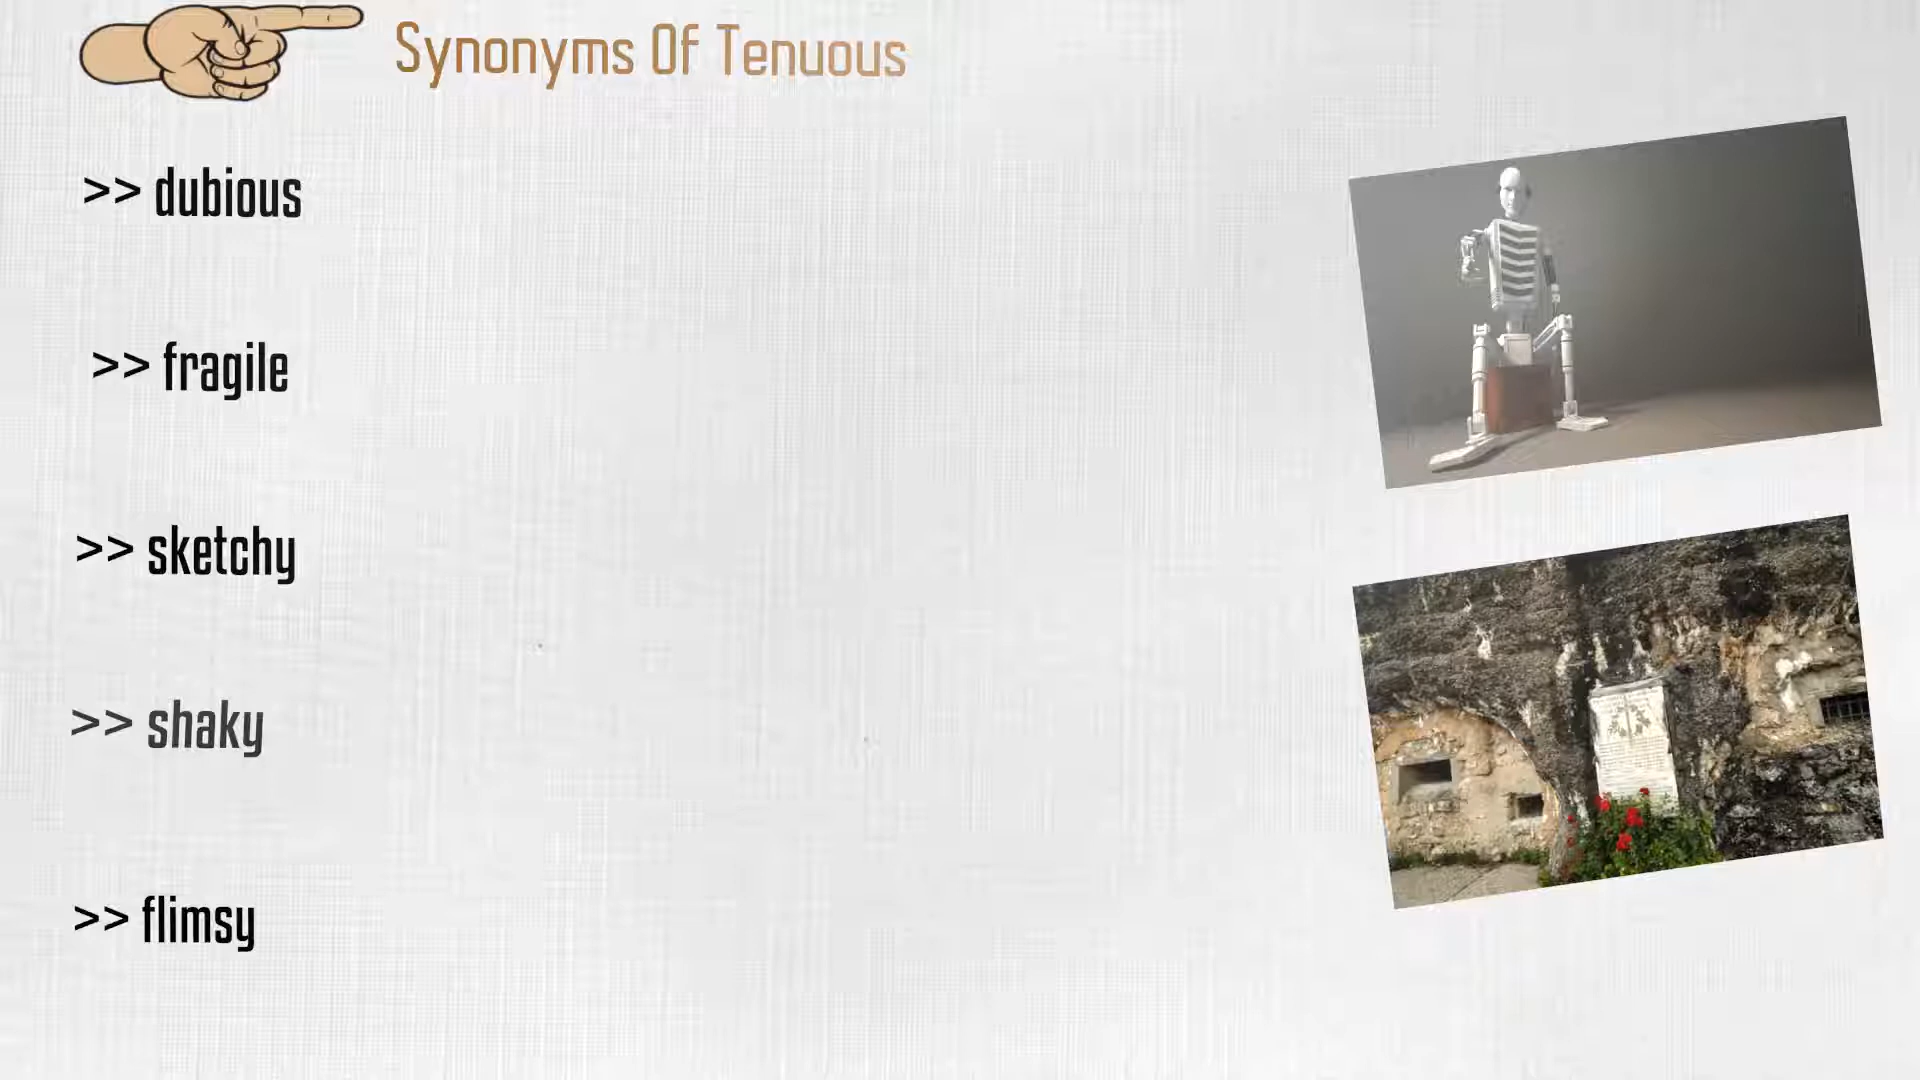 Synonyms Of Tenuous
>> dubious
>> fragile
>> sketchy
>> shaky
>> flimsy